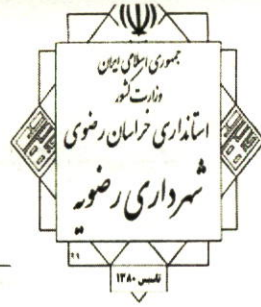 جمهوری اسلامی ایران
وزارت کشور
استانداری خراسان رضوی
شهرداری رضویه
تاسیس ۱۳۸۰